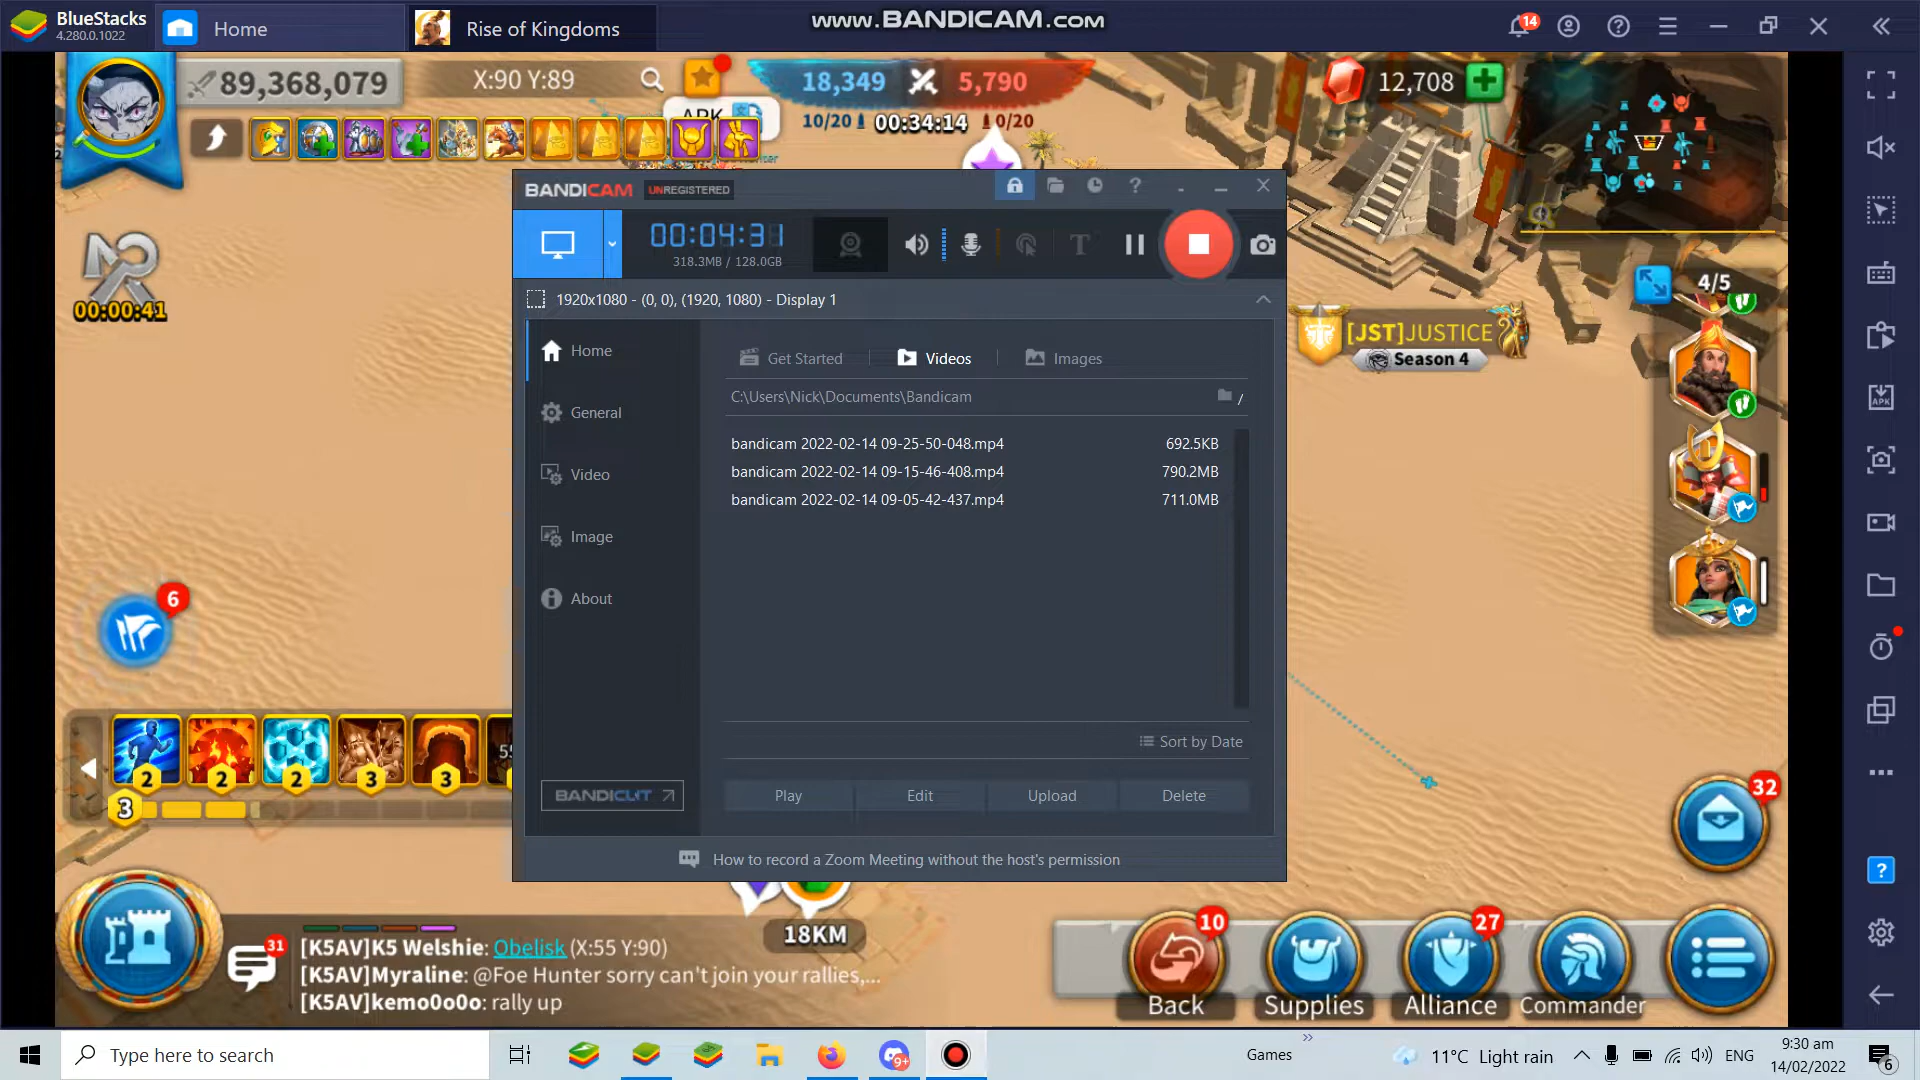 BlueStacks
4.280.0.1022
Home
Rise of Kingdoms
www.BANDICAM.com
14
89,368,079
X:90 Y:89
18,349
5,790
10/20
00:34:14
0/20
12,708
00:00:41
BANDICAM UNREGISTERED
00:04:31
318.3MB / 128.0GB
1920x1080 - (0, 0), (1920, 1080) - Display 1
4/5
[JST]JUSTICE
Season 4
Home
General
Video
Image
About
Get Started
Videos
Images
C:\Users\Nick\Documents\Bandicam
/
bandicam 2022-02-14 09-25-50-048.mp4 692.5KB
bandicam 2022-02-14 09-15-46-408.mp4 790.2MB
bandicam 2022-02-14 09-05-42-437.mp4 711.0MB
Sort by Date
BANDICUT
Play
Edit
Upload
Delete
How to record a Zoom Meeting without the host's permission
6
2
2
2
3
3
3
32
18KM
31
[K5AV]K5 Welshie: Obelisk (X:55 Y:90)
[K5AV]Myraline: @Foe Hunter sorry can't join your rallies,...
[K5AV]kemo0o0o: rally up
10
Back
Supplies
27
Alliance
Commander
Type here to search
9+
Games
11°C Light rain
ENG
9:30 am
14/02/2022
6